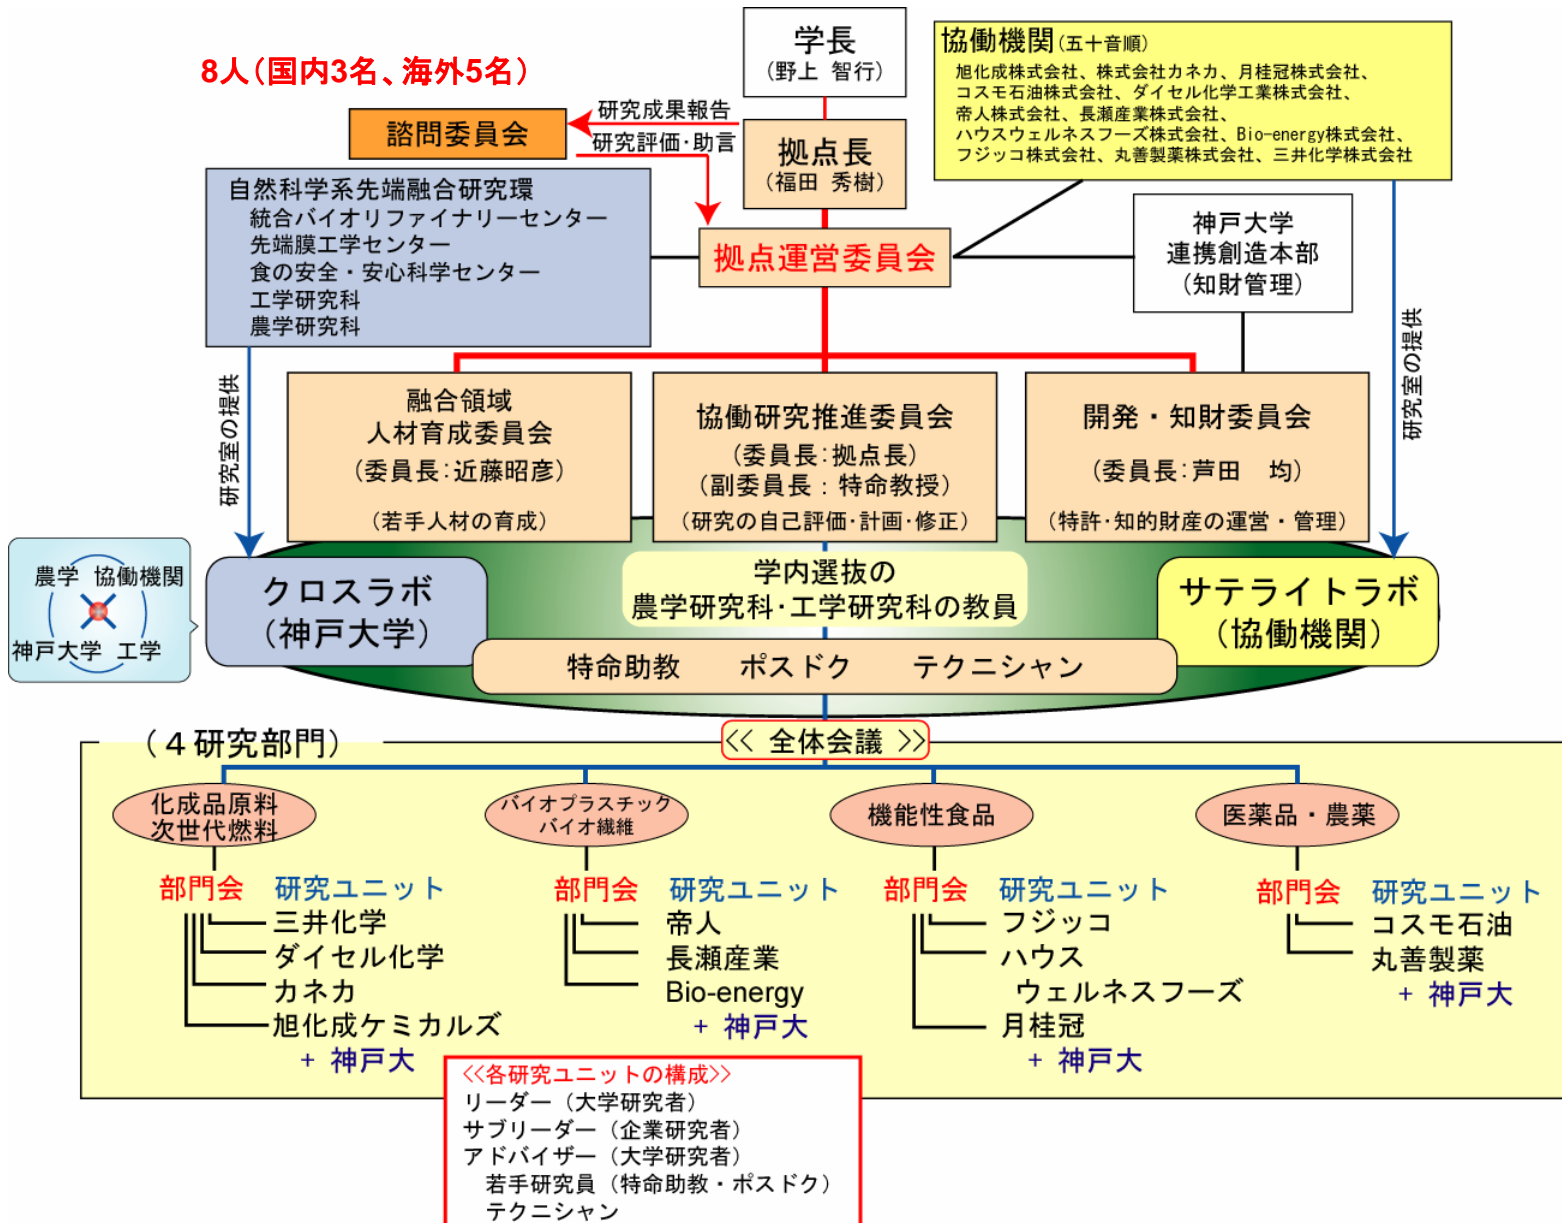 学長
(野上 智行)
協働機関(五十音順)
旭化成株式会社、株式会社カネカ、月桂冠株式会社、
コスモ石油株式会社、ダイセル化学工業株式会社、
帝人株式会社、長瀬産業株式会社、
ハウスウェルネスフーズ株式会社、Bio-energy株式会社、
フジッコ株式会社、丸善製薬株式会社、三井化学株式会社
8人(国内3名、海外5名)
研究成果報告
諮問委員会
研究評価・助言
拠点長
(福田 秀樹)
自然科学系先端融合研究環
統合バイオリファイナリーセンター
先端膜工学センター
食の安全・安心科学センター
工学研究科
農学研究科
拠点運営委員会
神戸大学
連携創造本部
(知財管理)
研究室の提供
研究室の提供
融合領域
人材育成委員会
(委員長:近藤昭彦)
(若手人材の育成)
協働研究推進委員会
(委員長:拠点長)
(副委員長:特命教授)
(研究の自己評価・計画・修正)
開発・知財委員会
(委員長:芦田 均)
(特許・知的財産の運営・管理)
農学 協働機関
神戸大学 工学
クロスラボ
(神戸大学)
学内選抜の
農学研究科・工学研究科の教員
サテライトラボ
(協働機関)
特命助教 ポスドク テクニシャン
(4研究部門)
<< 全体会議 >>
化成品原料
次世代燃料
部門会 研究ユニット
三井化学
ダイセル化学
カネカ
旭化成ケミカルズ
+ 神戸大
バイオプラスチック
バイオ繊維
部門会 研究ユニット
帝人
長瀬産業
Bio-energy
+ 神戸大
機能性食品
部門会 研究ユニット
フジッコ
ハウス
ウェルネスフーズ
月桂冠
+ 神戸大
医薬品・農薬
部門会 研究ユニット
コスモ石油
丸善製薬
+ 神戸大
<<各研究ユニットの構成>>
リーダー(大学研究者)
サブリーダー(企業研究者)
アドバイザー(大学研究者)
若手研究員(特命助教・ポスドク)
テクニシャン